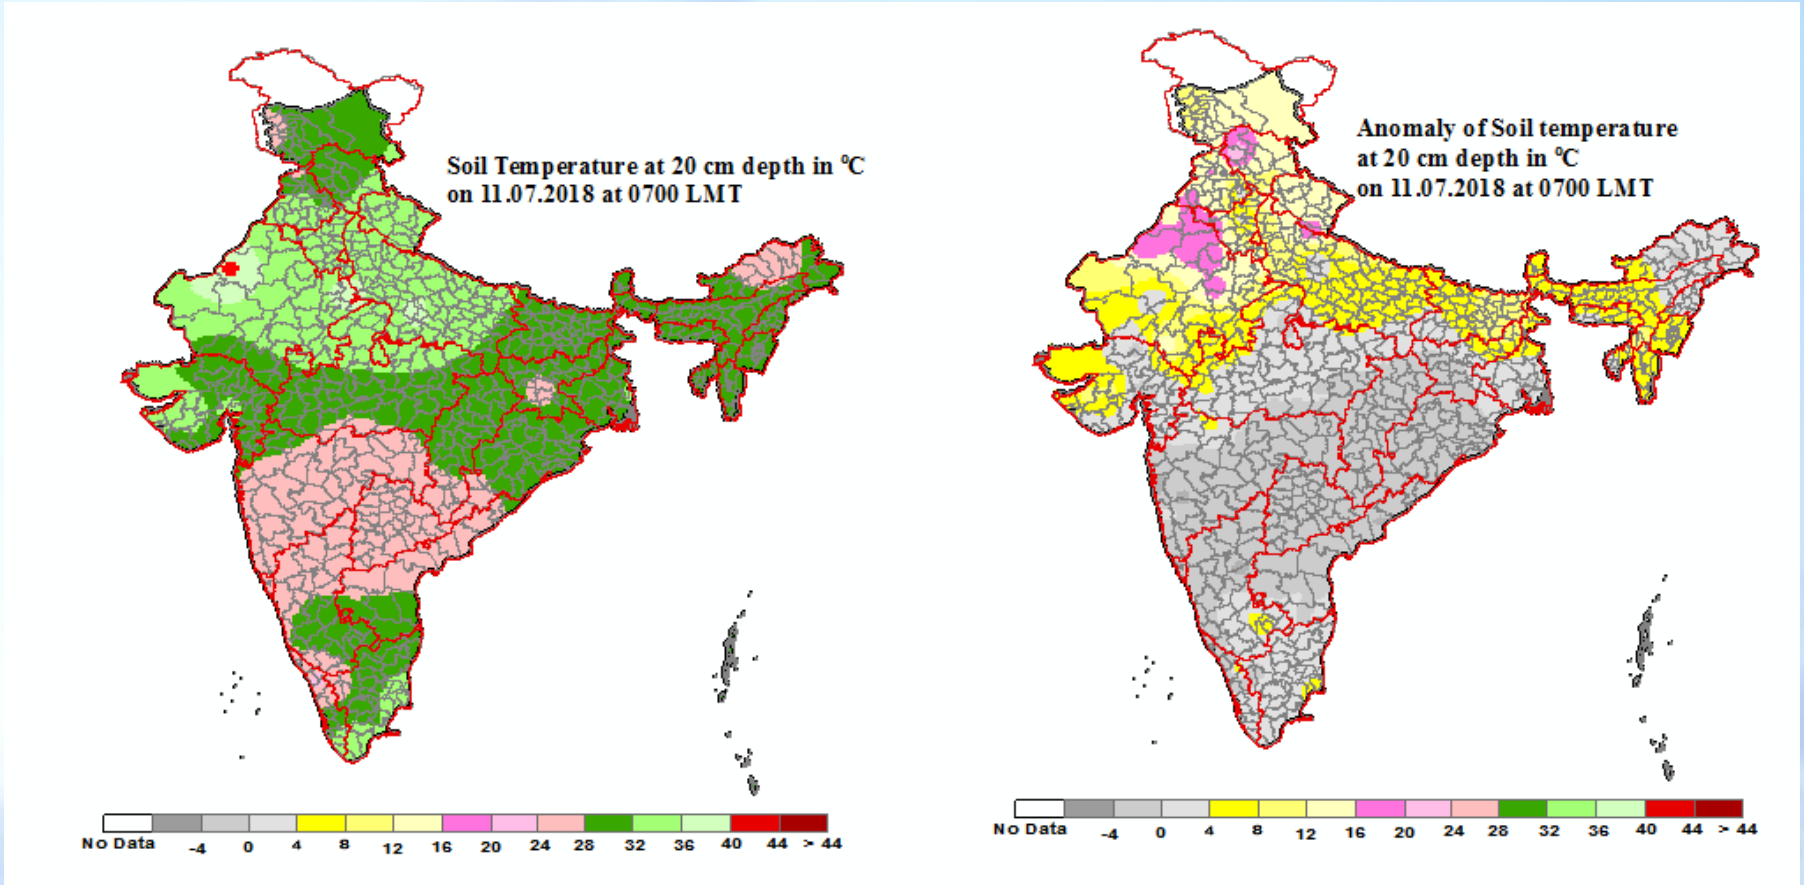 Soil Temperature at 20 cm depth in ⁰C
on 11.07.2018 at 0700 LMT
Anomaly of Soil temperature
at 20 cm depth in ⁰C
on 11.07.2018 at 0700 LMT
No Data -4 0 4 8 12 16 20 24 28 32 36 40 44 > 44
No Data -4 0 4 8 12 16 20 24 28 32 36 40 44 > 44